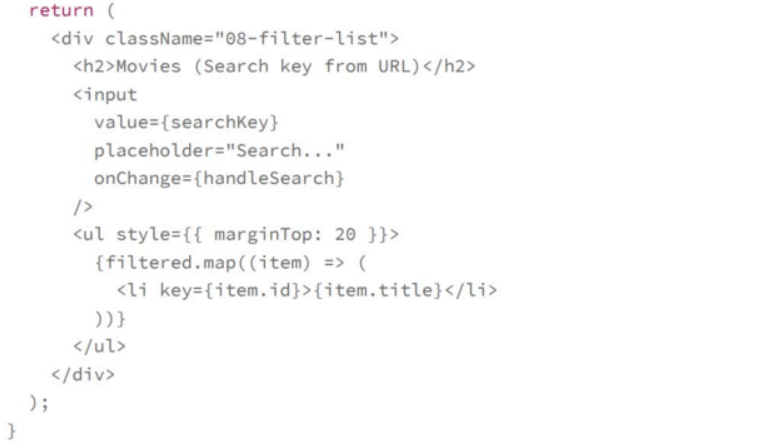 return (
<div className="08-filter-list">
<h2>Movies (Search key from URL)</h2>
<input
value={searchKey}
placeholder="Search..."
onChange={handleSearch}
/>
<ul style={{ marginTop: 20 }}>
{filtered.map((item) => (
<li key={item.id}>{item.title}</li>
))}
</ul>
</div>
);
}